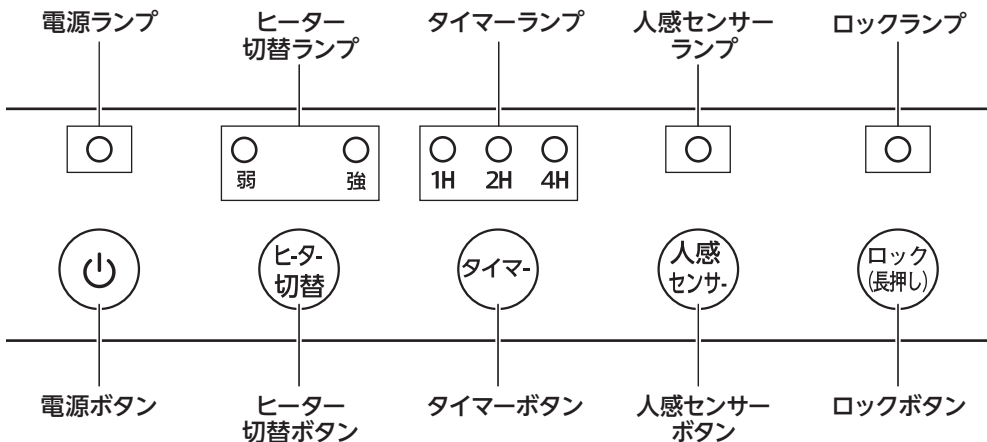 電源ランプ
ヒーター
切替ランプ
タイマーランプ
人感センサー
ランプ
ロックランプ
弱
強
1H
2H
4H
ヒ-タ-
切替
タイマ-
人感
センサ-
ロック
(長押し)
電源ボタン
ヒーター
切替ボタン
タイマーボタン
人感センサー
ボタン
ロックボタン